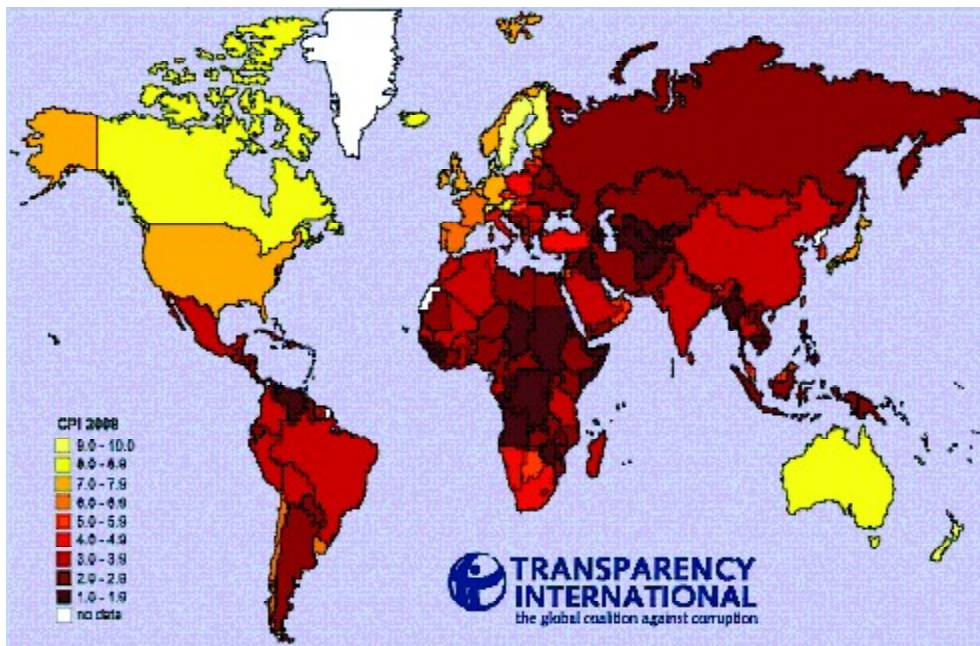 CPI 2008
9.0 - 10.0
8.0 - 8.9
7.0 - 7.9
6.0 - 6.9
5.0 - 5.9
4.0 - 4.9
3.0 - 3.9
2.0 - 2.9
1.0 - 1.9
no data
TRANSPARENCY
INTERNATIONAL
the global coalition against corruption